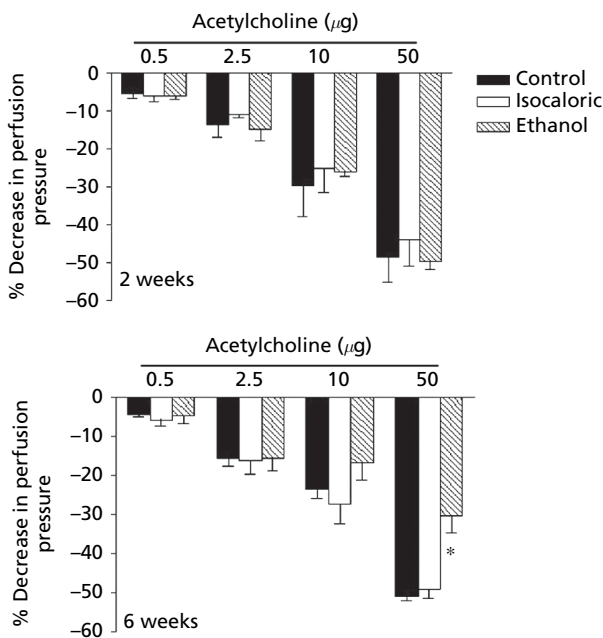 Acetylcholine (μg)
0.5 2.5 10 50
0
–10
–20
–30
–40
–50
–60
% Decrease in perfusion
pressure
2 weeks
Control
Isocaloric
Ethanol
Acetylcholine (μg)
0.5 2.5 10 50
0
–10
–20
–30
–40
–50
–60
% Decrease in perfusion
pressure
*
6 weeks